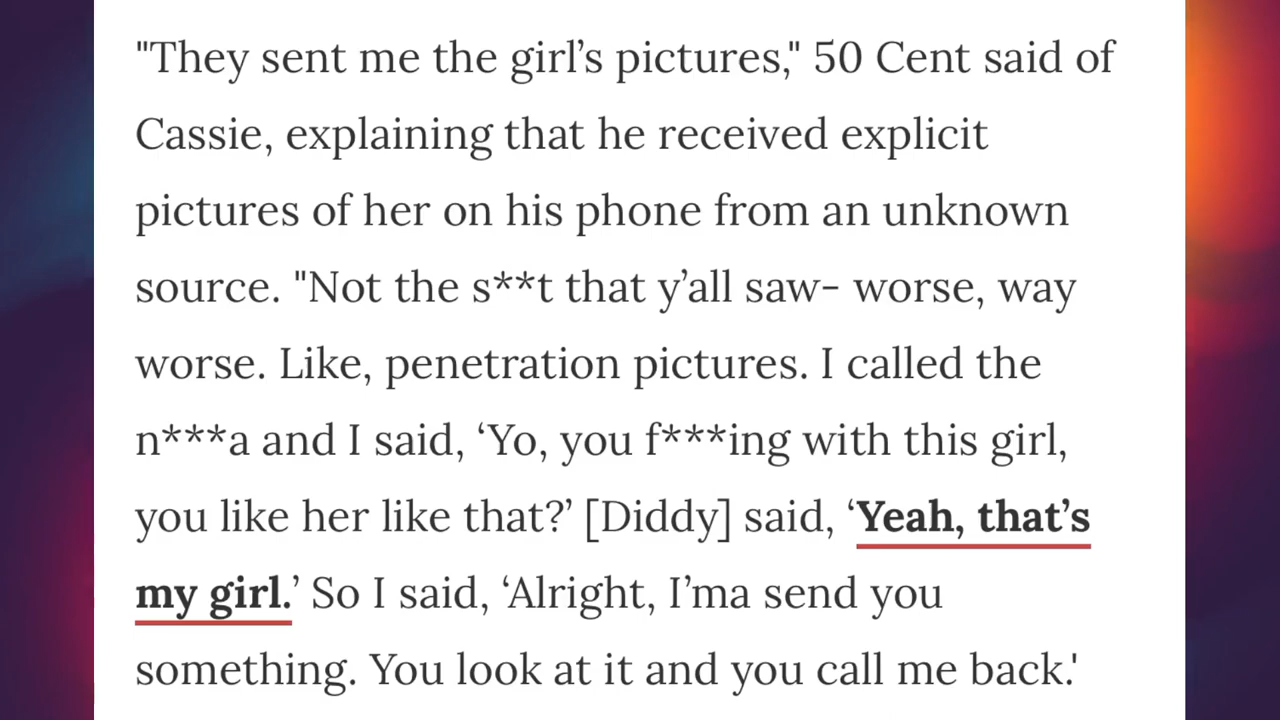 "They sent me the girl’s pictures," 50 Cent said of
Cassie, explaining that he received explicit
pictures of her on his phone from an unknown
source. "Not the s**t that y’all saw- worse, way
worse. Like, penetration pictures. I called the
n***a and I said, ‘Yo, you f***ing with this girl,
you like her like that?’ [Diddy] said, ‘Yeah, that’s
my girl.’ So I said, ‘Alright, I’ma send you
something. You look at it and you call me back.'